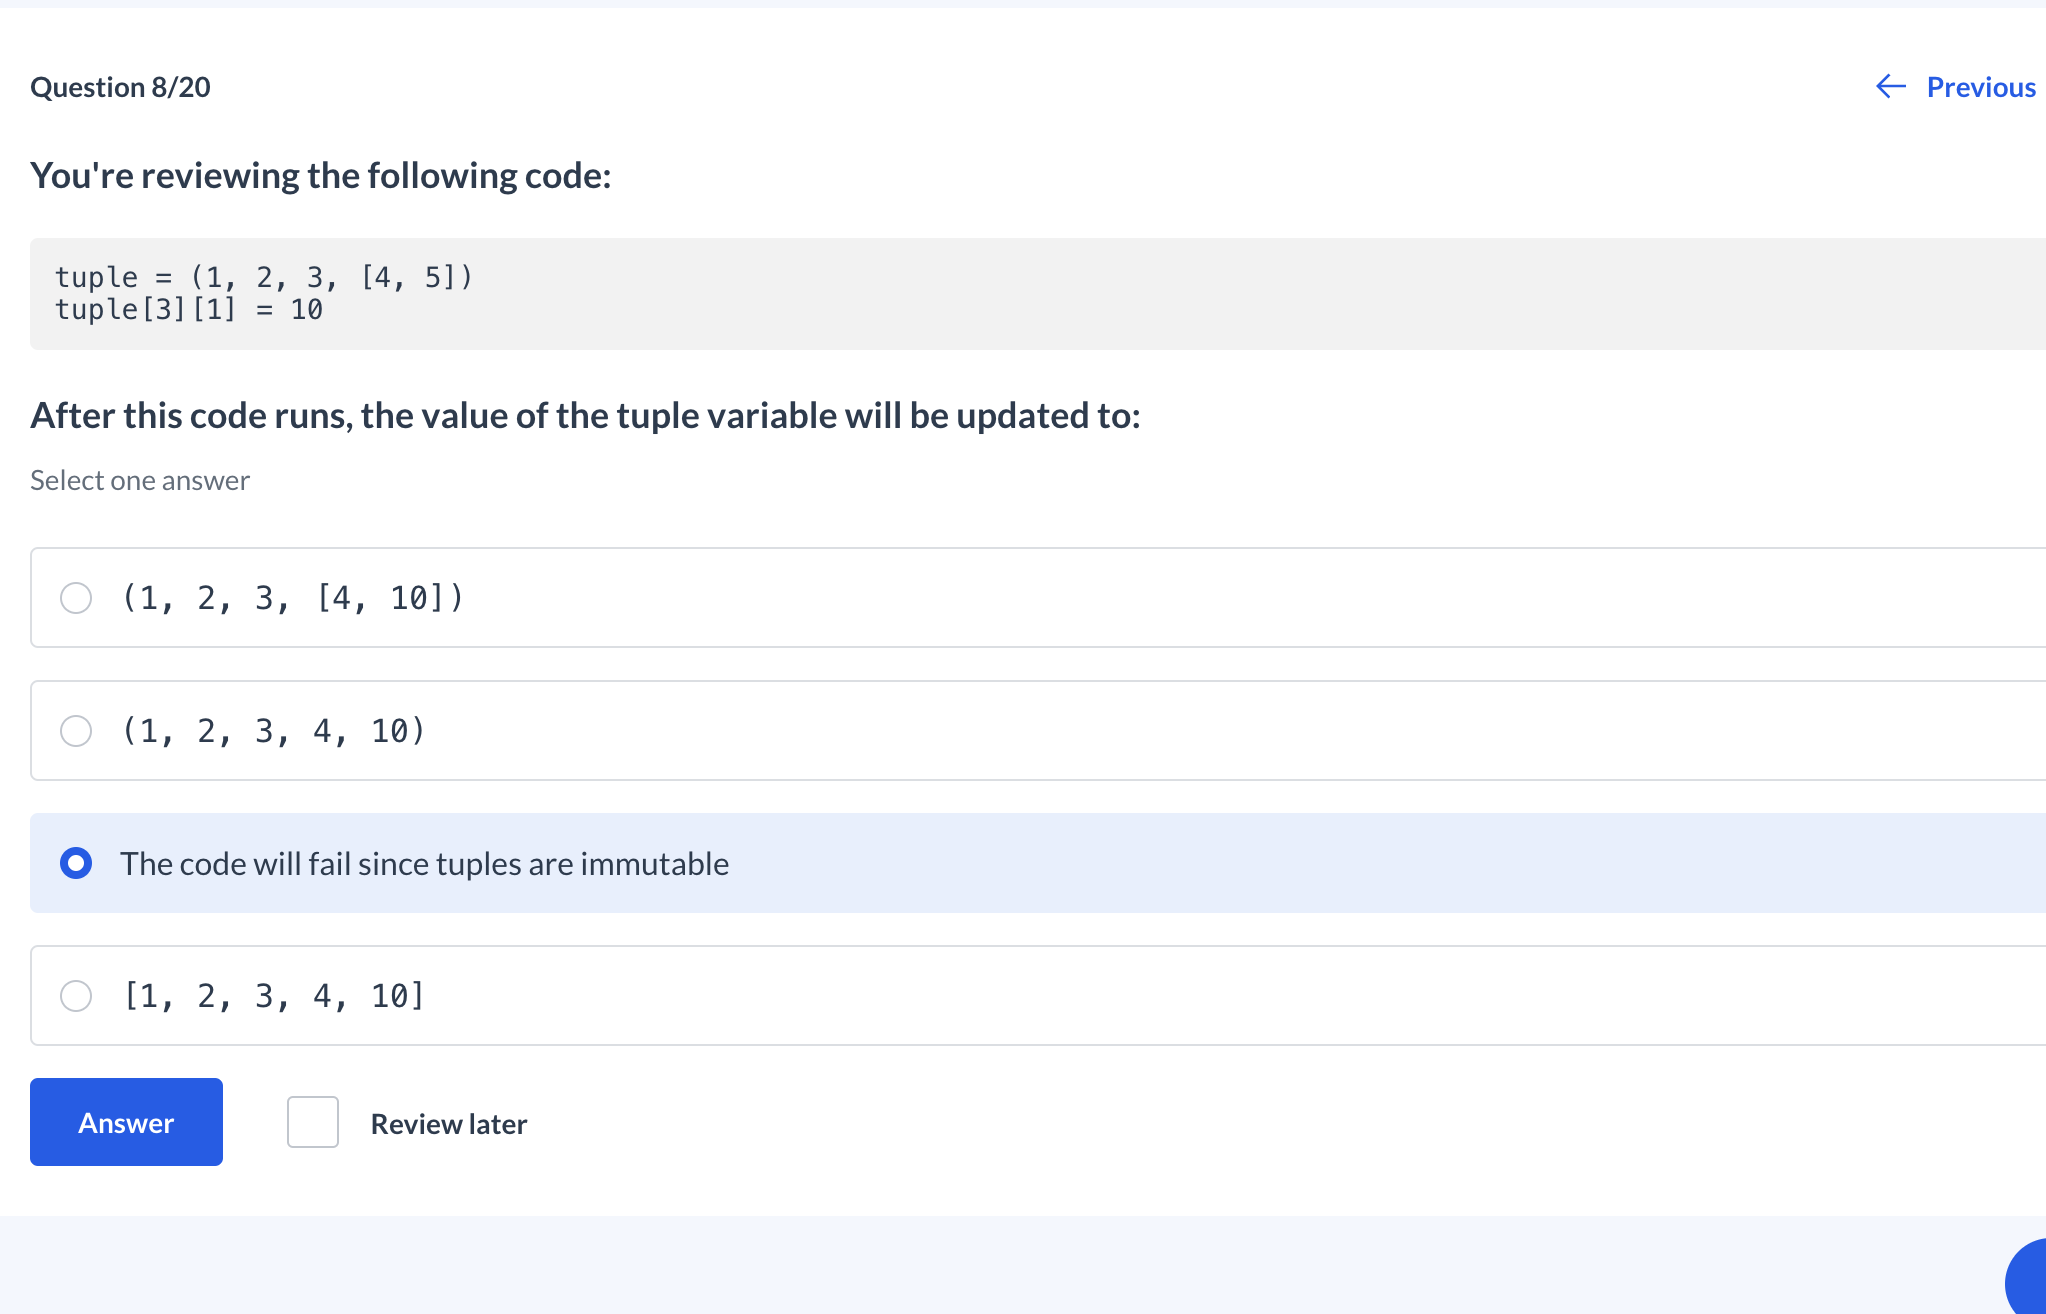 Question 8/20
Previous
You're reviewing the following code:
tuple = (1, 2, 3, [4, 5])
tuple[3][1] = 10
After this code runs, the value of the tuple variable will be updated to:
Select one answer
(1, 2, 3, [4, 10])
(1, 2, 3, 4, 10)
The code will fail since tuples are immutable
[1, 2, 3, 4, 10]
Answer
Review later